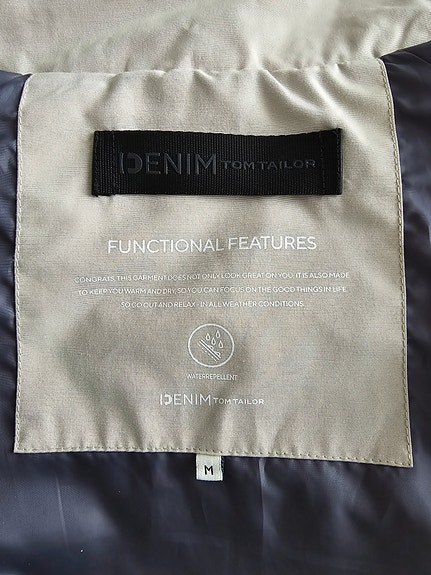 DENIM TOM TAILOR
FUNCTIONAL FEATURES
CONGRATS, THIS GARMENT DOES NOT ONLY LOOK GREAT ON YOU. IT IS ALSO MADE
TO KEEP YOU WARM AND DRY, SO YOU CAN FOCUS ON THE GOOD THINGS IN LIFE.
SO GO OUT AND RELAX - IN ALL WEATHER CONDITIONS.
WATERREPELLENT
DENIM TOM TAILOR
M